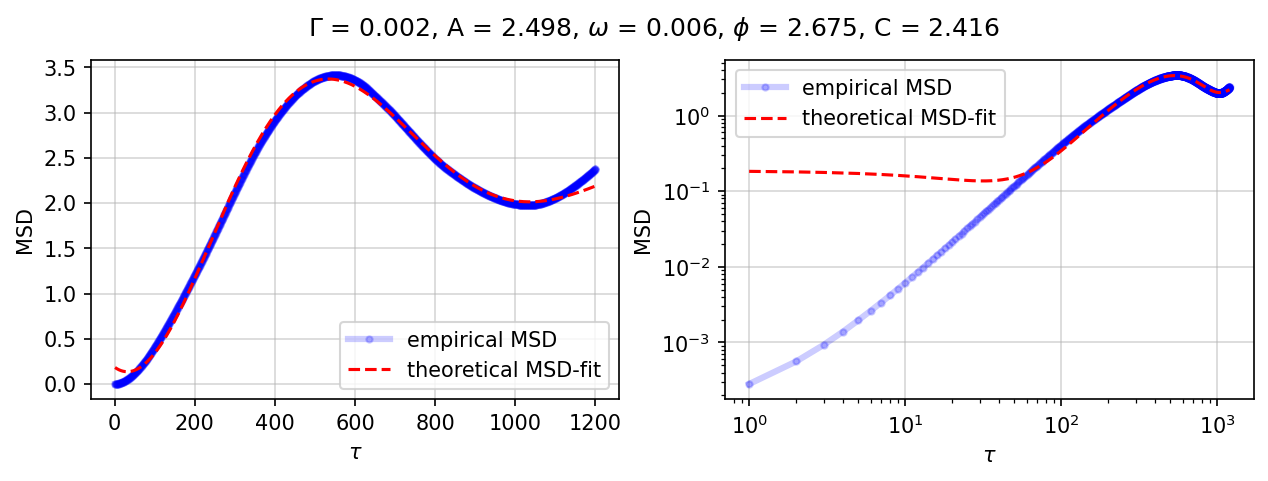 Γ = 0.002, A = 2.498, ω = 0.006, ϕ = 2.675, C = 2.416
MSD
3.5
3.0
2.5
2.0
1.5
1.0
0.5
0.0
0 200 400 600 800 1000 1200
τ
empirical MSD
theoretical MSD-fit
MSD
10⁰
10⁻¹
10⁻²
10⁻³
10⁰ 10¹ 10² 10³
τ
empirical MSD
theoretical MSD-fit